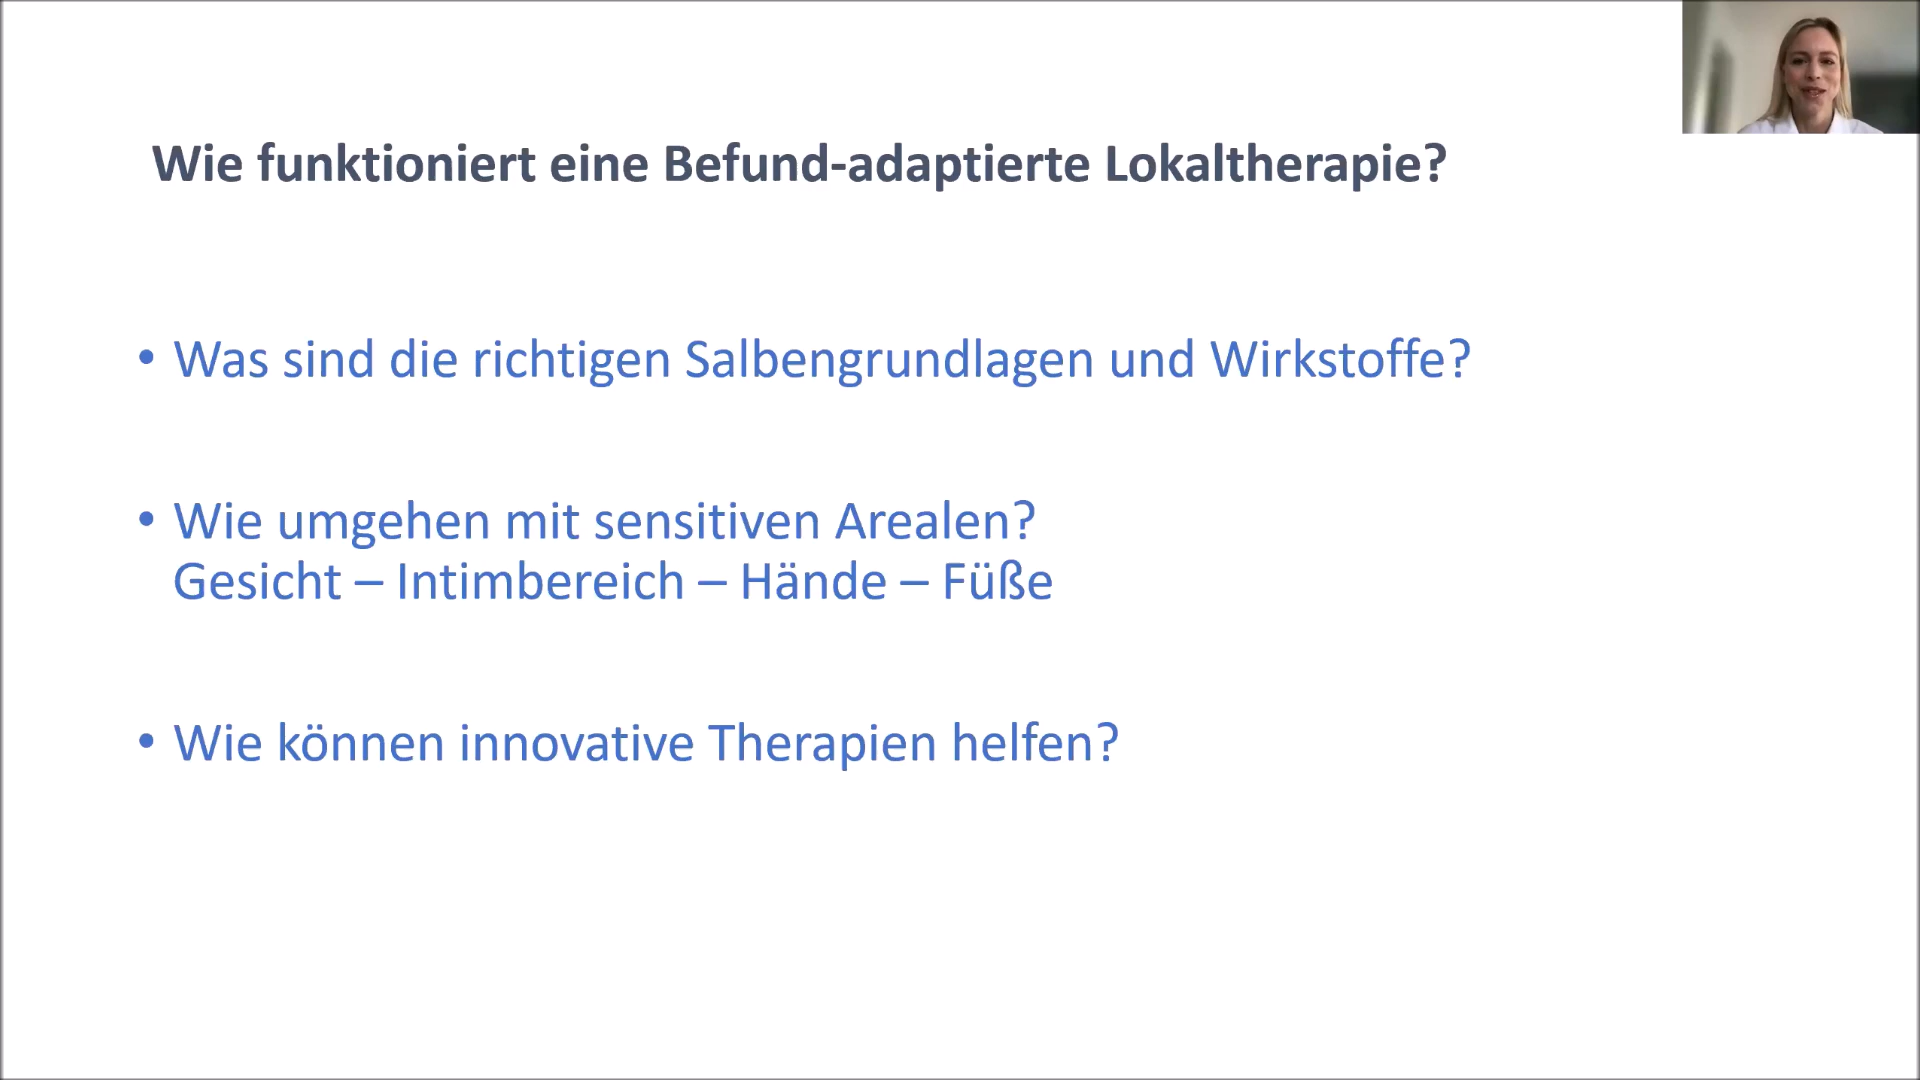 Wie funktioniert eine Befund-adaptierte Lokaltherapie?
• Was sind die richtigen Salbengrundlagen und Wirkstoffe?
• Wie umgehen mit sensitiven Arealen?
Gesicht – Intimbereich – Hände – Füße
• Wie können innovative Therapien helfen?